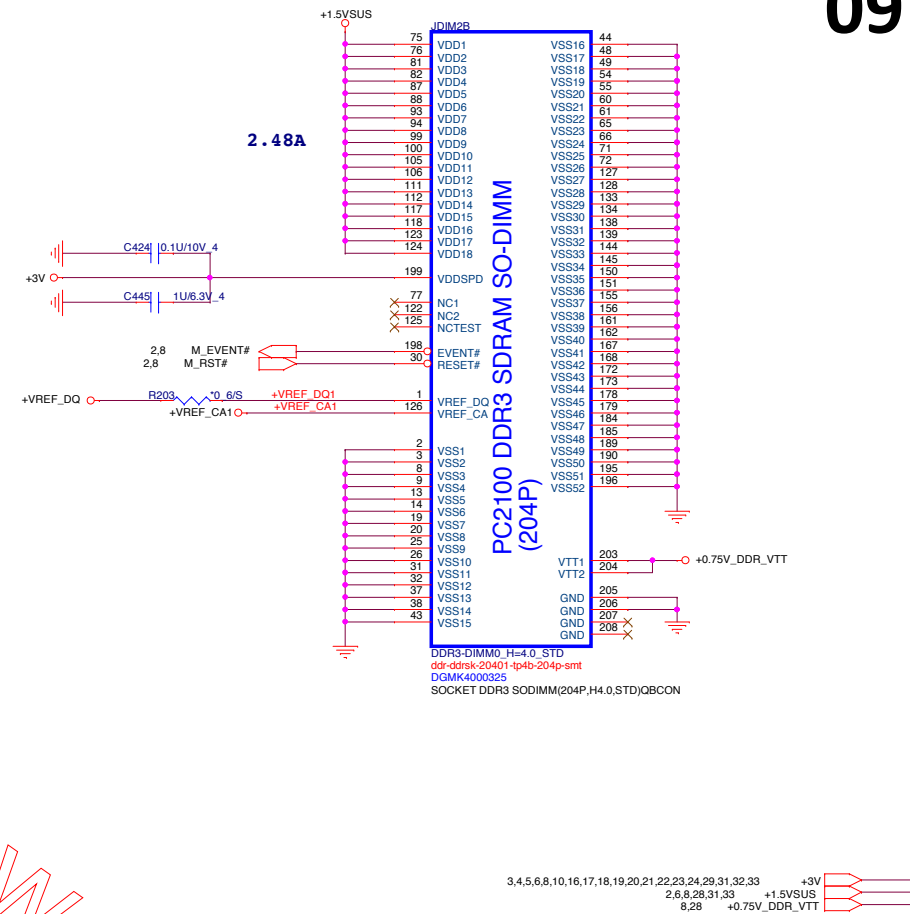 09
+1.5VSUS
JDIM2B
2.48A
75 VDD1
76 VDD2
81 VDD3
82 VDD4
87 VDD5
88 VDD6
93 VDD7
94 VDD8
99 VDD9
100 VDD10
105 VDD11
106 VDD12
111 VDD13
112 VDD14
117 VDD15
118 VDD16
123 VDD17
124 VDD18
C424 0.1U/10V_4
+3V
199 VDDSPD
C445 1U/6.3V_4
77 NC1
122 NC2
125 NCTEST
2,8 M_EVENT# 198 EVENT#
2,8 M_RST# 30 RESET#
+VREF_DQ R203 *0_6/S +VREF_DQ1 1 VREF_DQ
+VREF_CA1 +VREF_CA1 126 VREF_CA
2 VSS1
3 VSS2
8 VSS3
9 VSS4
13 VSS5
14 VSS6
19 VSS7
20 VSS8
25 VSS9
26 VSS10
31 VSS11
32 VSS12
37 VSS13
38 VSS14
43 VSS15
PC2100 DDR3 SDRAM SO-DIMM
(204P)
VSS16 44
VSS17 48
VSS18 49
VSS19 54
VSS20 55
VSS21 60
VSS22 61
VSS23 65
VSS24 66
VSS25 71
VSS26 72
VSS27 127
VSS28 128
VSS29 133
VSS30 134
VSS31 138
VSS32 139
VSS33 144
VSS34 145
VSS35 150
VSS36 151
VSS37 155
VSS38 156
VSS39 161
VSS40 162
VSS41 167
VSS42 168
VSS43 172
VSS44 173
VSS45 178
VSS46 179
VSS47 184
VSS48 185
VSS49 189
VSS50 190
VSS51 195
VSS52 196
VTT1 203
VTT2 204
+0.75V_DDR_VTT
GND 205
GND 206
GND 207
GND 208
DDR3-DIMM0_H=4.0_STD
ddr-ddrsk-20401-tp4b-204p-smt
DGMK4000325
SOCKET DDR3 SODIMM(204P,H4.0,STD)QBCON
3,4,5,6,8,10,16,17,18,19,20,21,22,23,24,29,31,32,33 +3V
2,6,8,28,31,33 +1.5VSUS
8,28 +0.75V_DDR_VTT